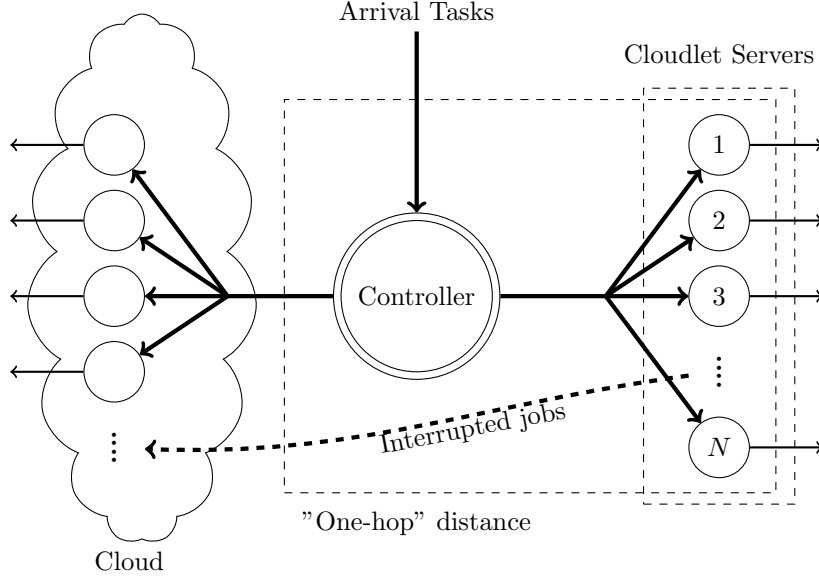 Arrival Tasks
Cloudlet Servers
1
2
3
N
Controller
Interrupted jobs
"One-hop" distance
Cloud